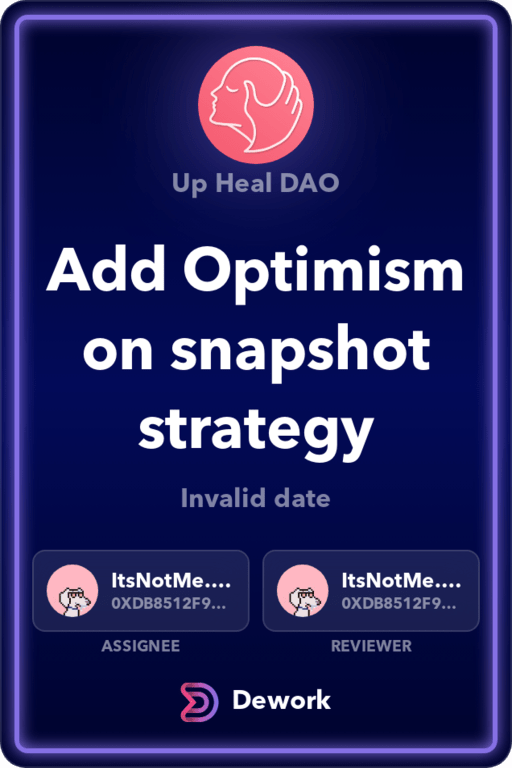 Up Heal DAO
Add Optimism
on snapshot
strategy
Invalid date
ItsNotMe....
0XDB8512F9...
ItsNotMe....
0XDB8512F9...
ASSIGNEE
REVIEWER
Dework